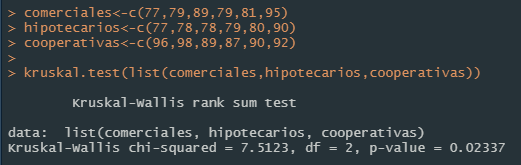 > comerciales<-c(77,79,89,79,81,95)
> hipotecarios<-c(77,78,78,79,80,90)
> cooperativas<-c(96,98,89,87,90,92)
>
> kruskal.test(list(comerciales,hipotecarios,cooperativas))
Kruskal-Wallis rank sum test
data:  list(comerciales, hipotecarios, cooperativas)
Kruskal-Wallis chi-squared = 7.5123, df = 2, p-value = 0.02337